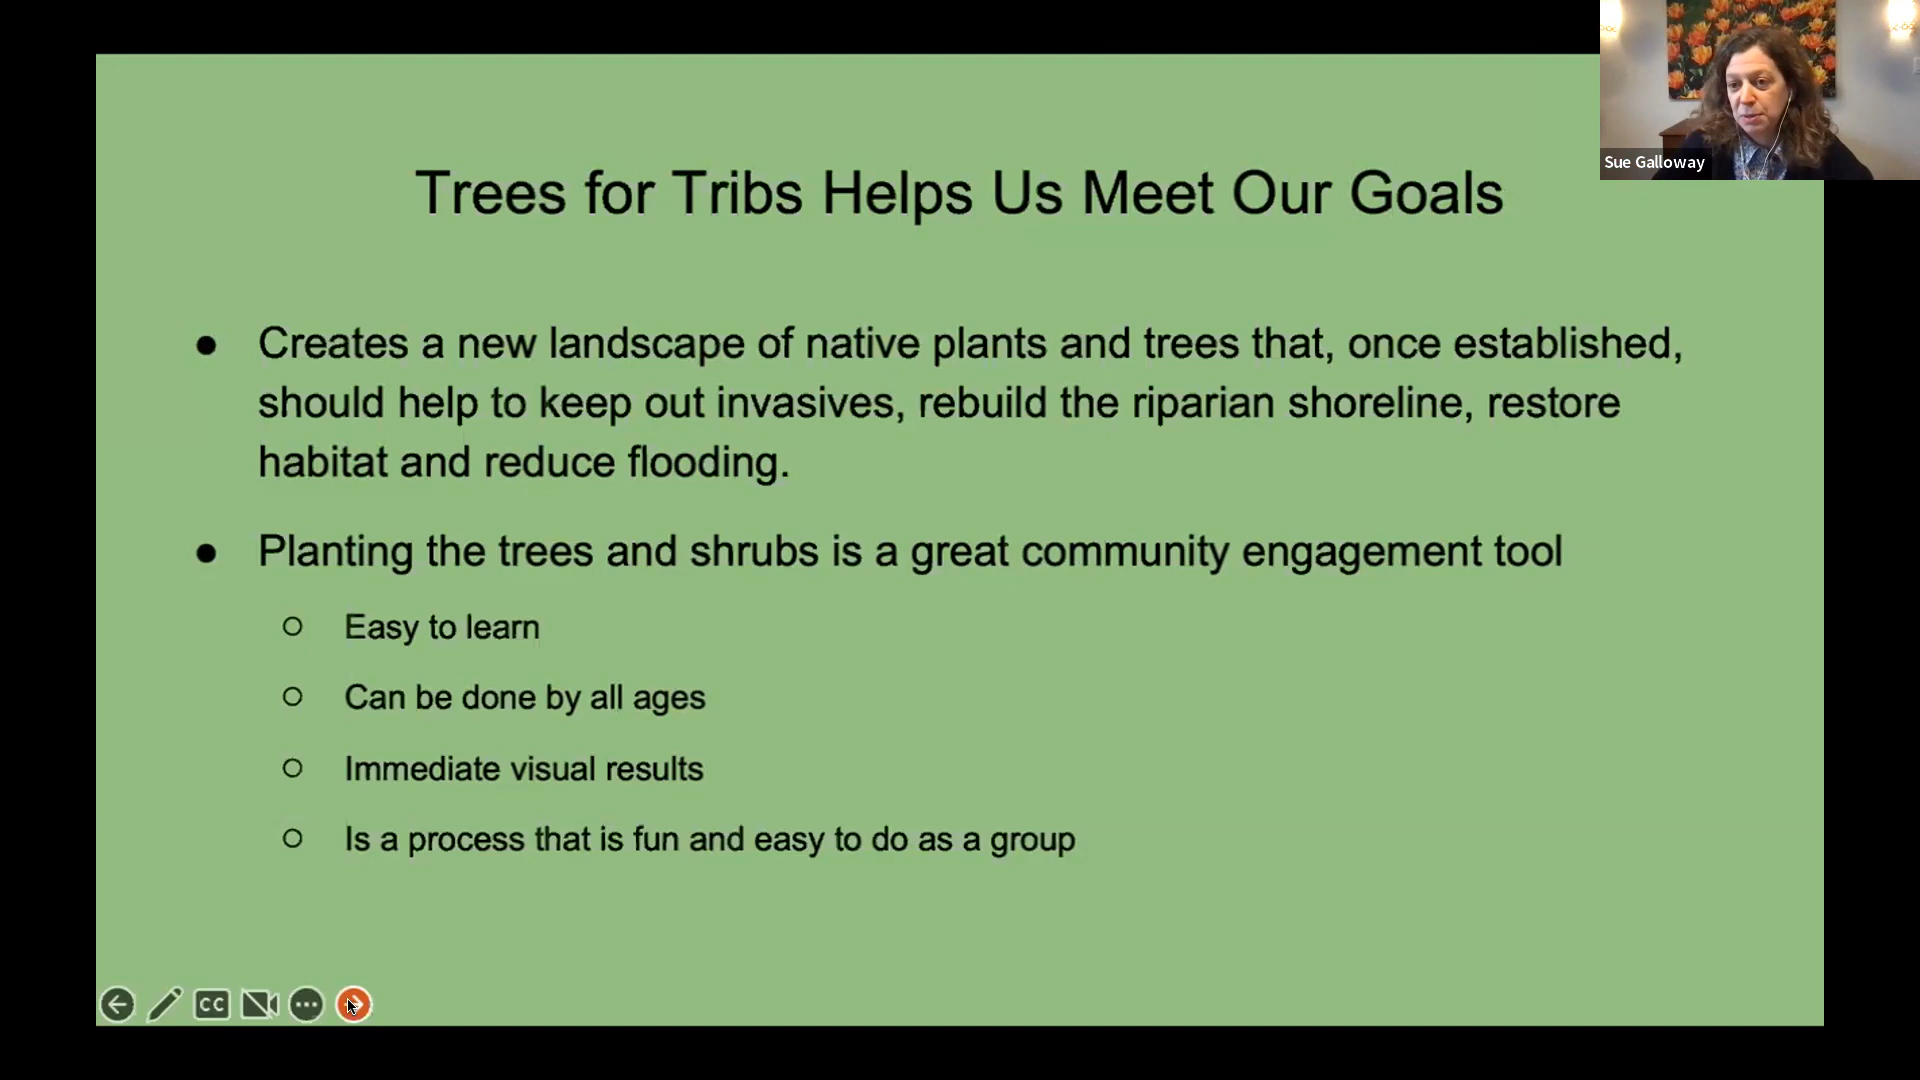 Sue Galloway
Trees for Tribs Helps Us Meet Our Goals
● Creates a new landscape of native plants and trees that, once established,
should help to keep out invasives, rebuild the riparian shoreline, restore
habitat and reduce flooding.
● Planting the trees and shrubs is a great community engagement tool
○ Easy to learn
○ Can be done by all ages
○ Immediate visual results
○ Is a process that is fun and easy to do as a group
CC